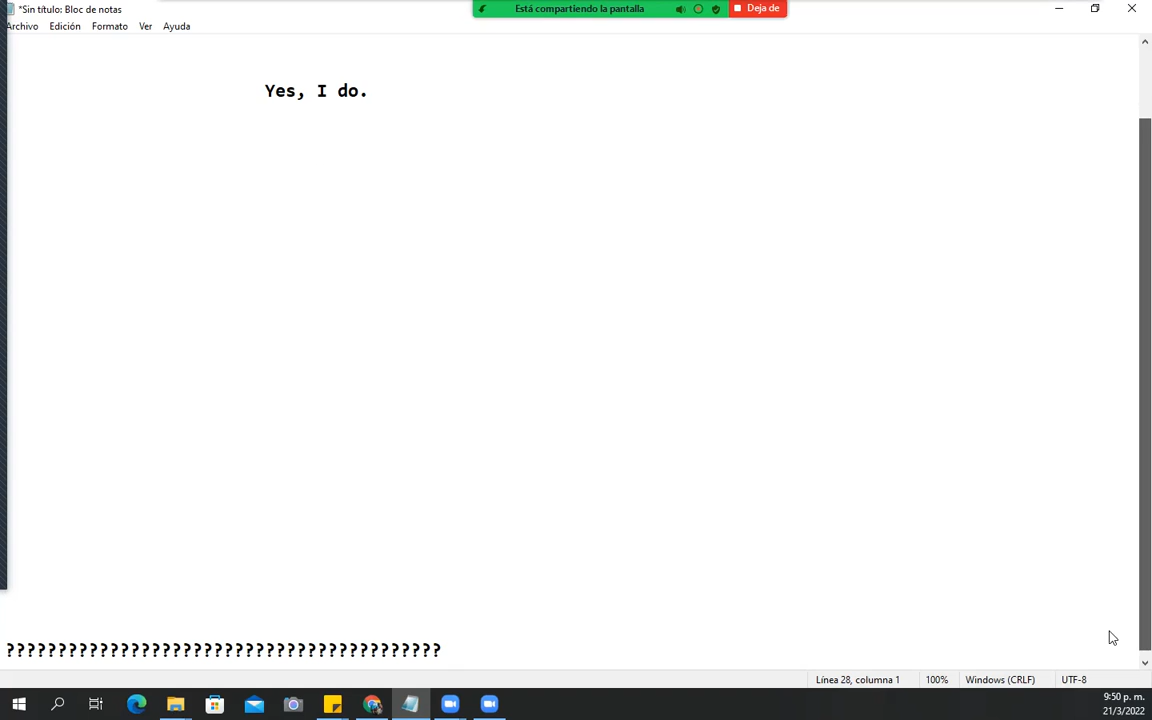 *Sin título: Bloc de notas
Está compartiendo la pantalla
Deja de
Archivo Edición Formato Ver Ayuda
Yes, I do.
??????????????????????????????????????????
Línea 28, columna 1 100% Windows (CRLF) UTF-8
9:50 p. m.
21/3/2022